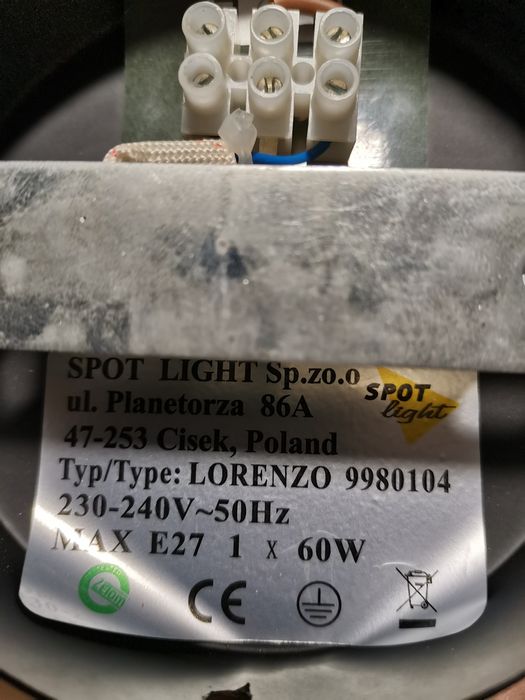 SPOT LIGHT Sp.zo.o
SPOT
light
ul. Planetorza 86A
47-253 Cisek, Poland
Typ/Type: LORENZO 9980104
230-240V~50Hz
MAX E27 1 x 60W
Zetom
CE